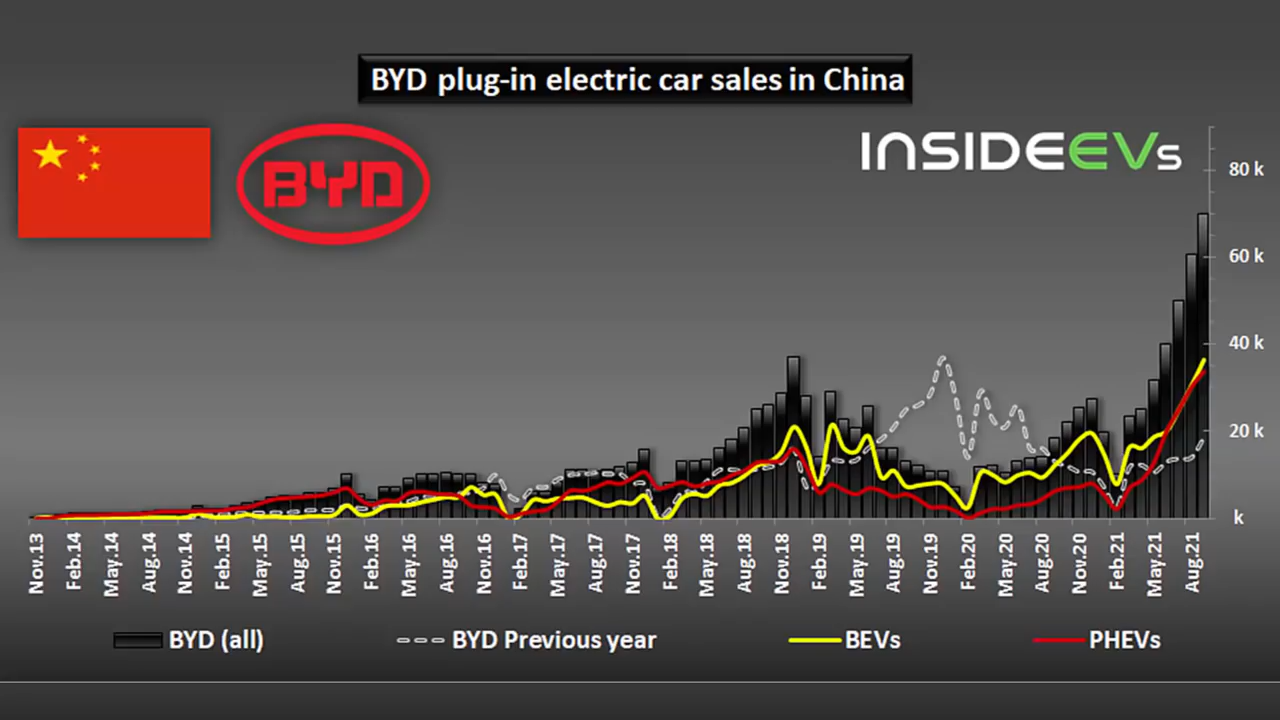 BYD plug-in electric car sales in China
BYD
INSIDEEVs
80 k
60 k
40 k
20 k
k
Nov.13
Feb.14
May.14
Aug.14
Nov.14
Feb.15
May.15
Aug.15
Nov.15
Feb.16
May.16
Aug.16
Nov.16
Feb.17
May.17
Aug.17
Nov.17
Feb.18
May.18
Aug.18
Nov.18
Feb.19
May.19
Aug.19
Nov.19
Feb.20
May.20
Aug.20
Nov.20
Feb.21
May.21
Aug.21
BYD (all)
BYD Previous year
BEVs
PHEVs